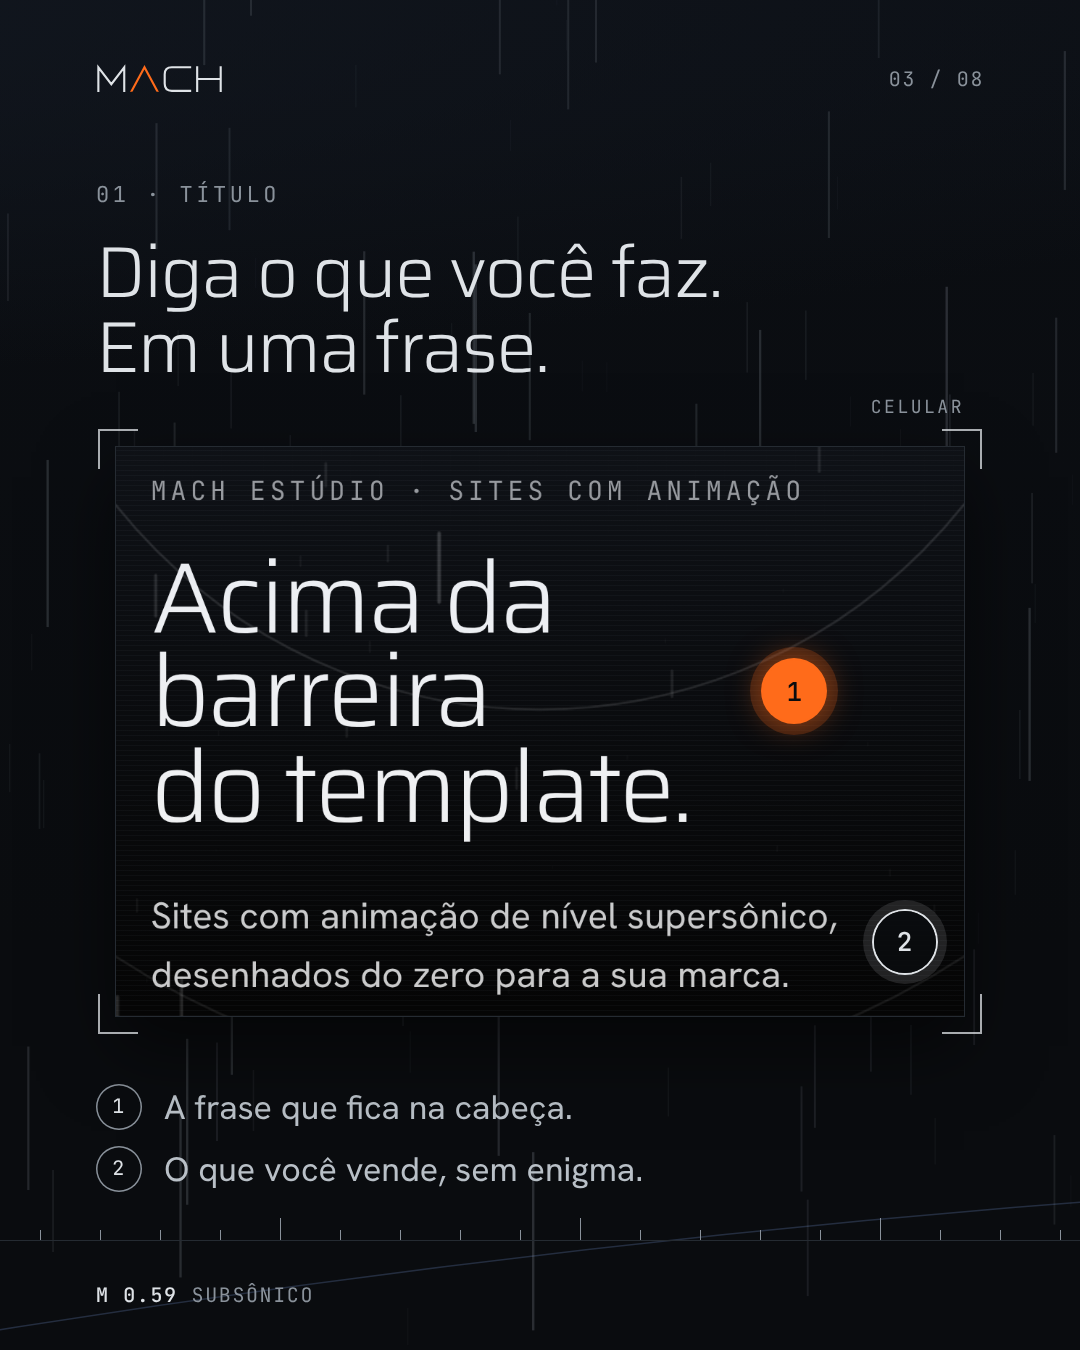 MACH
03 / 08
01 · TÍTULO
Diga o que você faz.
Em uma frase.
CELULAR
MACH ESTÚDIO · SITES COM ANIMAÇÃO
Acima da
barreira
do template.
1
Sites com animação de nível supersônico,
desenhados do zero para a sua marca.
2
1 A frase que fica na cabeça.
2 O que você vende, sem enigma.
M 0.59 SUBSÔNICO